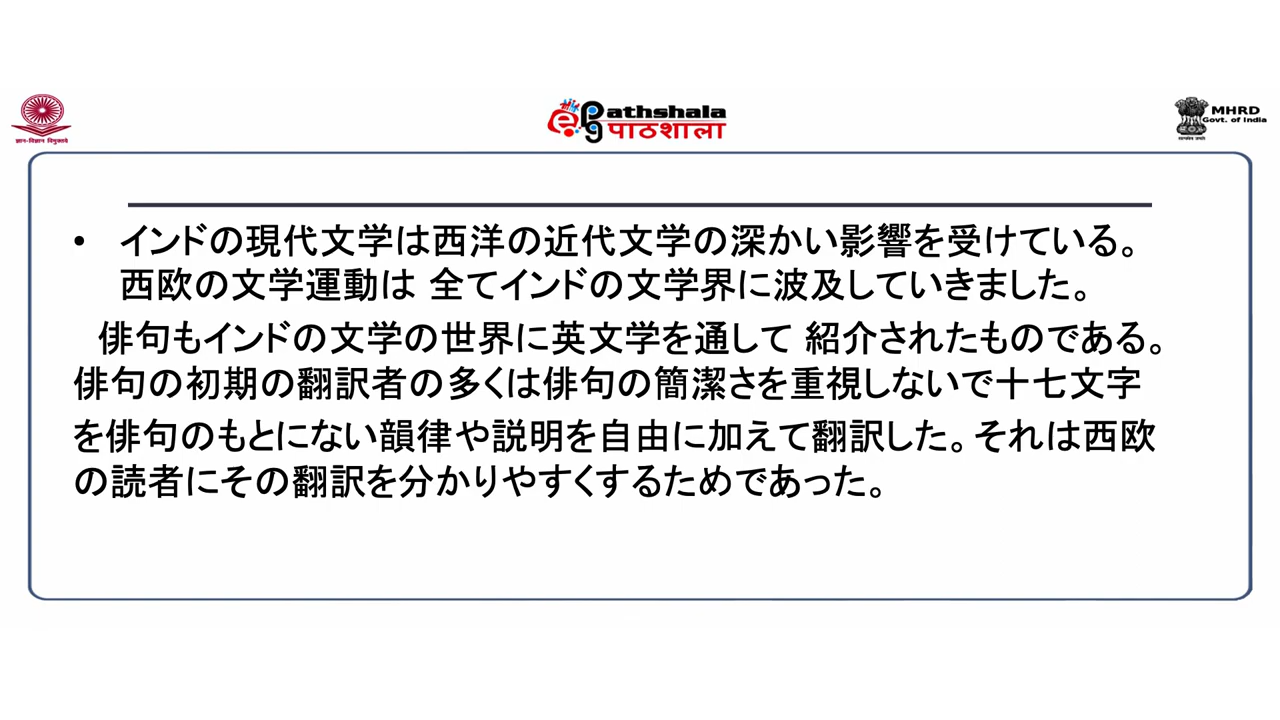 ज्ञान-विज्ञान विमुक्तये
ePathshala
पाठशाला
MHRD
Govt. of India
सत्यमेव जयते
• インドの現代文学は西洋の近代文学の深かい影響を受けている。
西欧の文学運動は 全てインドの文学界に波及していきました。
俳句もインドの文学の世界に英文学を通して 紹介されたものである。
俳句の初期の翻訳者の多くは俳句の簡潔さを重視しないで十七文字
を俳句のもとにない韻律や説明を自由に加えて翻訳した。それは西欧
の読者にその翻訳を分かりやすくするためであった。